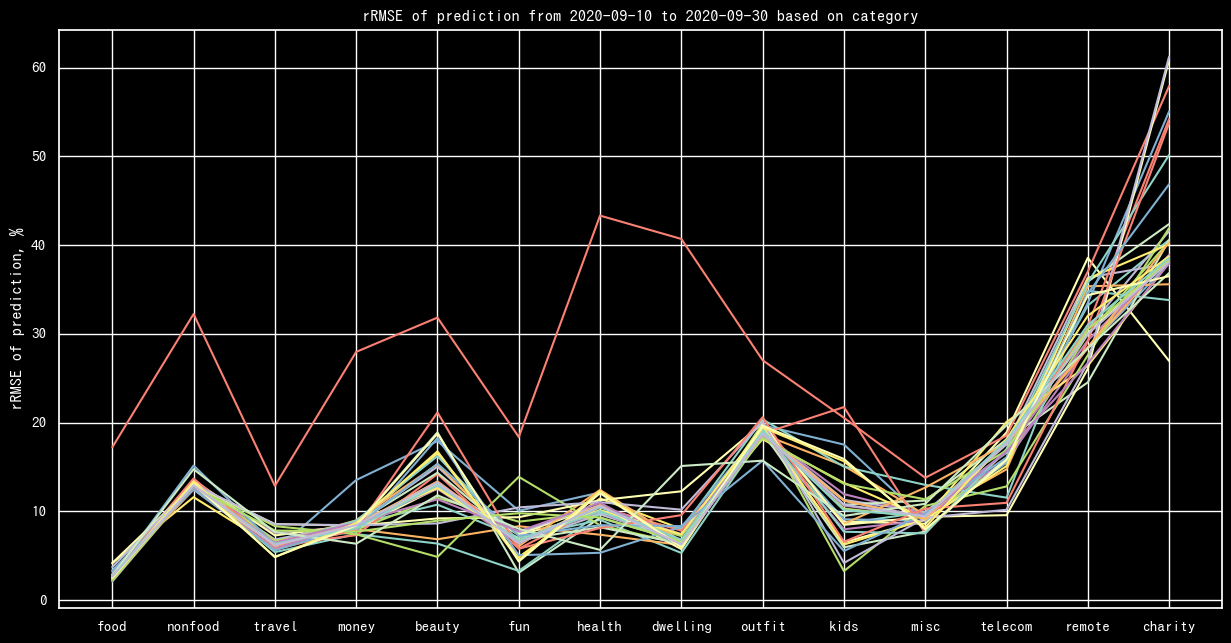 rRMSE of prediction from 2020-09-10 to 2020-09-30 based on category
rRMSE of prediction, %
60
50
40
30
20
10
0
food nonfood travel money beauty fun health dwelling outfit kids misc telecom remote charity